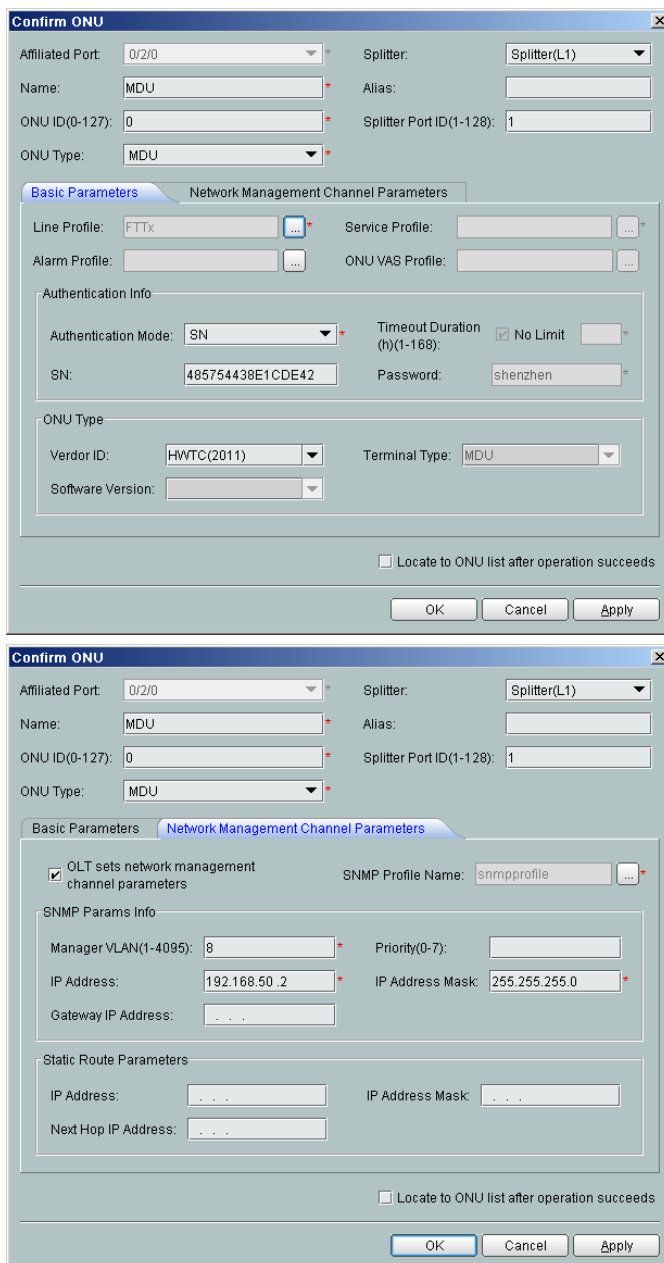 Confirm ONU
Affiliated Port: 0/2/0 * Splitter: Splitter(L1)
Name: MDU * Alias:
ONU ID(0-127): 0 * Splitter Port ID(1-128): 1
ONU Type: MDU *
Basic Parameters Network Management Channel Parameters
Line Profile: FTTx ... * Service Profile: ... *
Alarm Profile: ... ONU VAS Profile: ...
Authentication Info
Authentication Mode: SN * Timeout Duration (h)(1-168): No Limit *
SN: 485754438E1CDE42 Password: shenzhen *
ONU Type
Verdor ID: HWTC(2011) Terminal Type: MDU
Software Version:
Locate to ONU list after operation succeeds
OK Cancel Apply
Confirm ONU
Affiliated Port: 0/2/0 * Splitter: Splitter(L1)
Name: MDU * Alias:
ONU ID(0-127): 0 * Splitter Port ID(1-128): 1
ONU Type: MDU *
Basic Parameters Network Management Channel Parameters
OLT sets network management channel parameters SNMP Profile Name: snmpprofile ... *
SNMP Params Info
Manager VLAN(1-4095): 8 * Priority(0-7):
IP Address: 192.168.50 .2 * IP Address Mask: 255.255.255.0 *
Gateway IP Address: . . .
Static Route Parameters
IP Address: . . . IP Address Mask: . . .
Next Hop IP Address: . . .
Locate to ONU list after operation succeeds
OK Cancel Apply